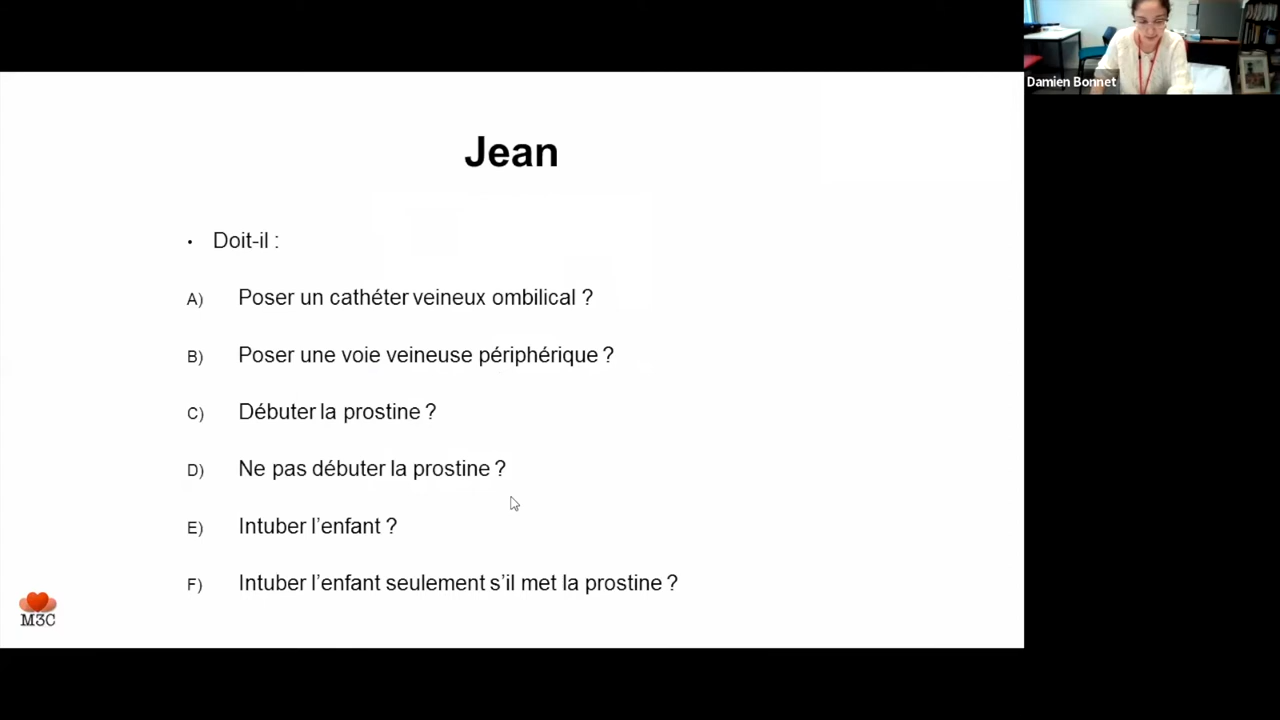 Damien Bonnet
Jean
• Doit-il :
A) Poser un cathéter veineux ombilical ?
B) Poser une voie veineuse périphérique ?
C) Débuter la prostine ?
D) Ne pas débuter la prostine ?
E) Intuber l’enfant ?
F) Intuber l’enfant seulement s’il met la prostine ?
M3C